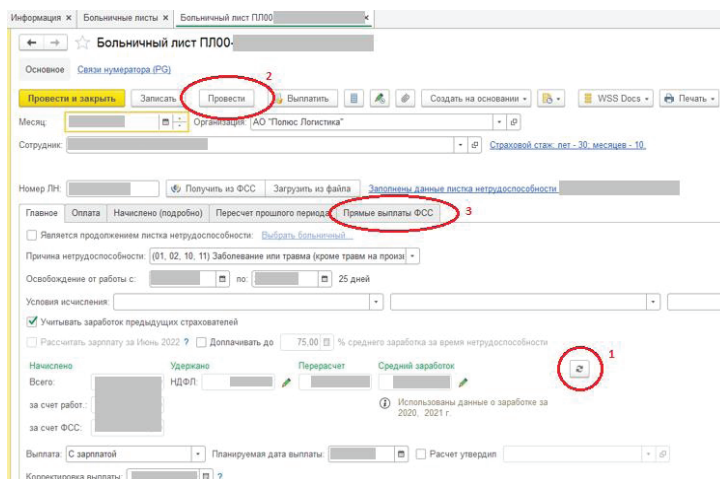 Информация × Больничные листы × Больничный лист ПЛ00 ×
Больничный лист ПЛ00-
Основное Связи нумератора (PG)
2
Провести и закрыть Записать Провести Выплатить Создать на основании WSS Docs Печать
Месяц: Организация: АО "Полюс Логистика"
Сотрудник: Страховой стаж: лет - 30; месяцев - 10,
Номер ЛН: Получить из ФСС Загрузить из файла Заполнены данные листка нетрудоспособности
Главное Оплата Начислено (подробно) Пересчет прошлого периода Прямые выплаты ФСС 3
Является продолжением листка нетрудоспособности: Выбрать больничный...
Причина нетрудоспособности: (01, 02, 10, 11) Заболевание или травма (кроме травм на произв
Освобождение от работы с: по: 25 дней
Условия исчисления:
Учитывать заработок предыдущих страхователей
Рассчитать зарплату за Июнь 2022 ? Доплачивать до 75,00 % среднего заработка за время нетрудоспособности
1
Начислено Удержано Перерасчет Средний заработок
Всего: НДФЛ:
за счет работ.:
Использованы данные о заработке за
2020, 2021 г.
за счет ФСС:
Выплата: С зарплатой Планируемая дата выплаты: Расчет утвердил
Корректировка выплаты: ?